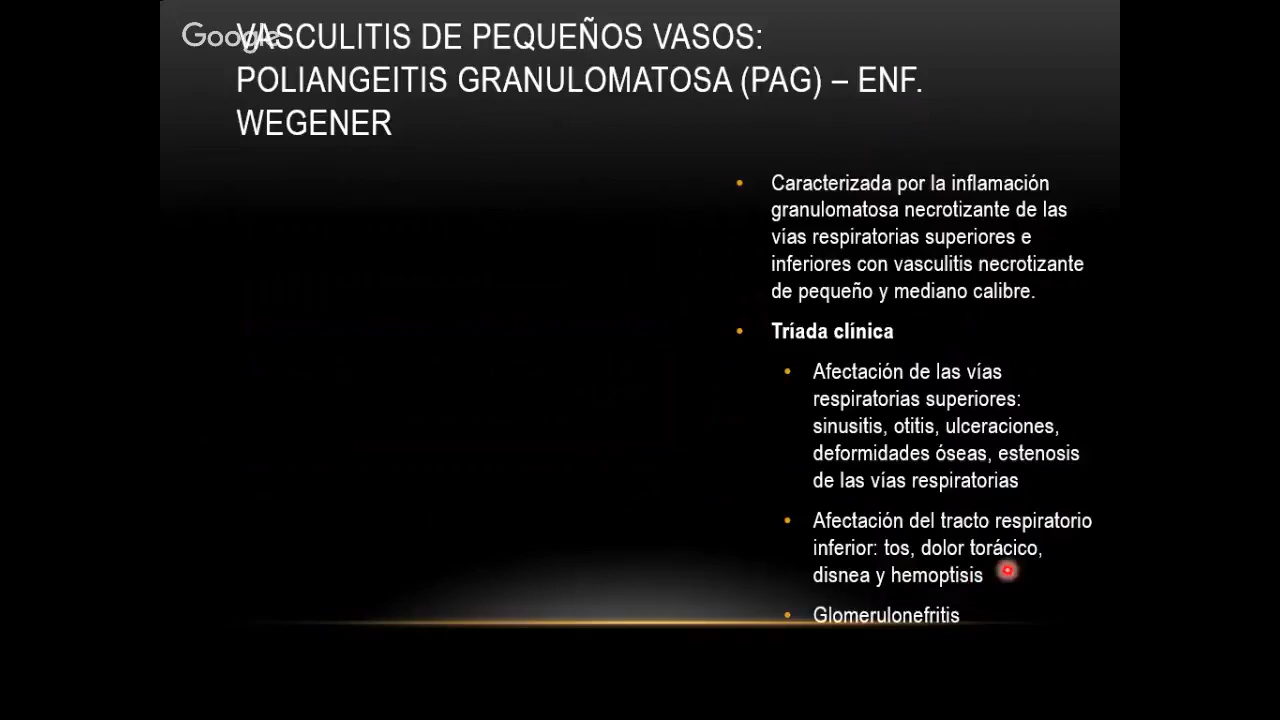 Google
VASCULITIS DE PEQUEÑOS VASOS:
POLIANGEITIS GRANULOMATOSA (PAG) – ENF.
WEGENER
• Caracterizada por la inflamación
granulomatosa necrotizante de las
vías respiratorias superiores e
inferiores con vasculitis necrotizante
de pequeño y mediano calibre.
• Tríada clínica
• Afectación de las vías
respiratorias superiores:
sinusitis, otitis, ulceraciones,
deformidades óseas, estenosis
de las vías respiratorias
• Afectación del tracto respiratorio
inferior: tos, dolor torácico,
disnea y hemoptisis
• Glomerulonefritis